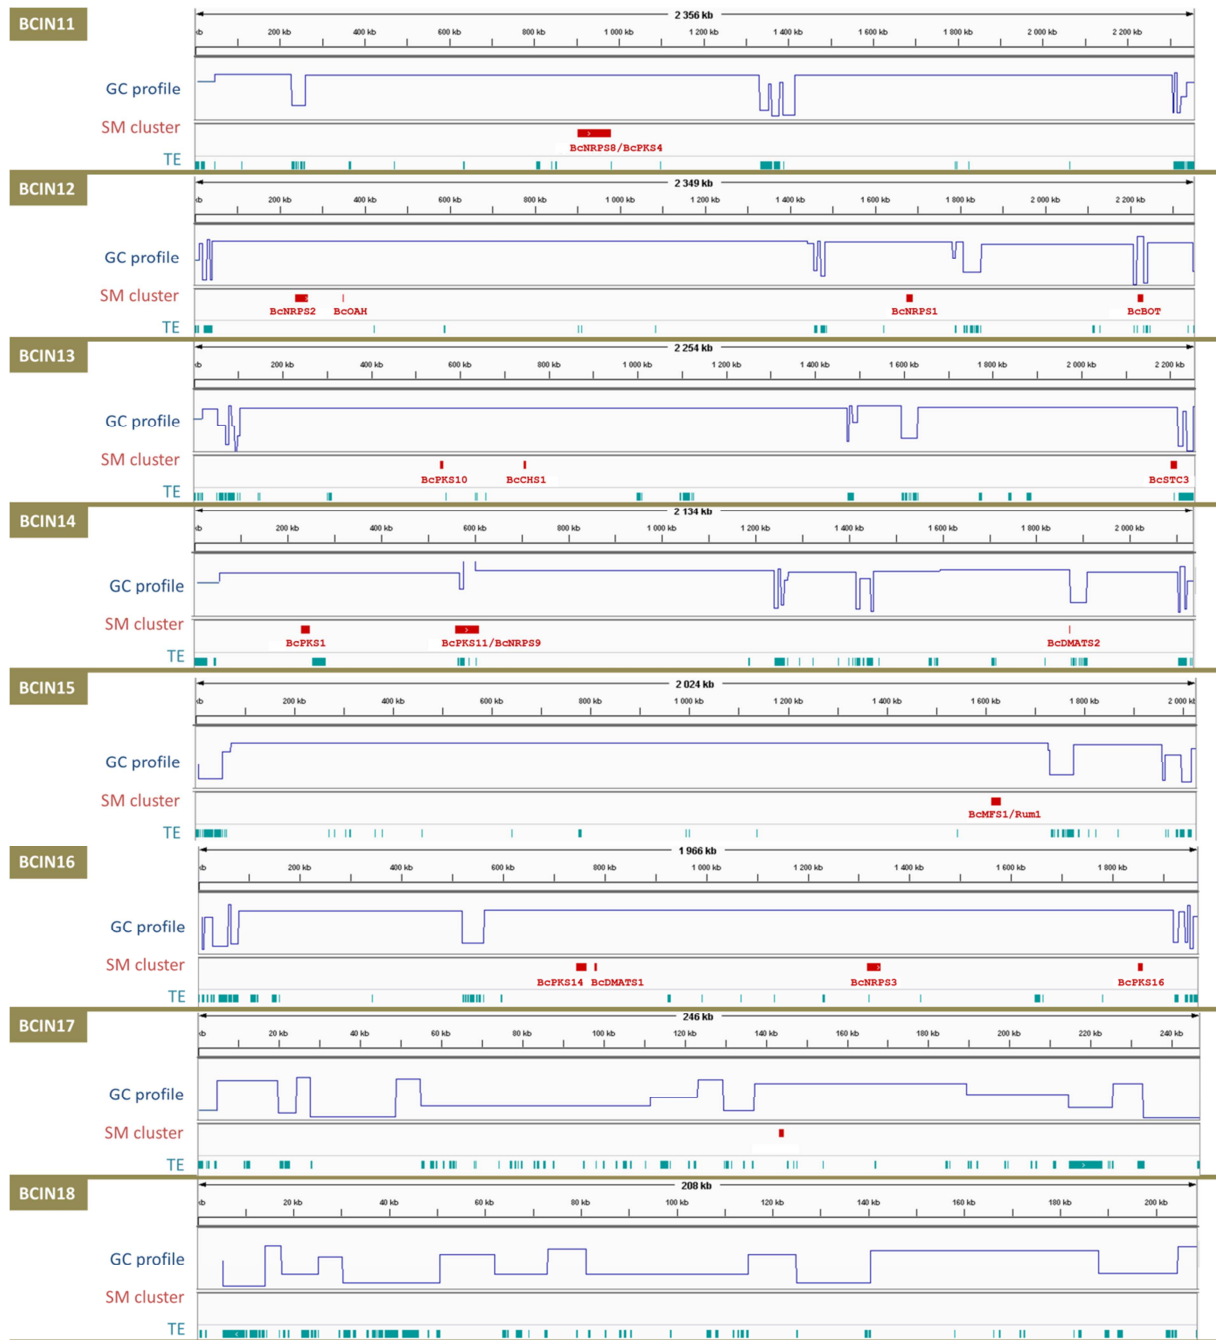 BCIN11
2 356 kb
kb 200 kb 400 kb 600 kb 800 kb 1 000 kb 1 200 kb 1 400 kb 1 600 kb 1 800 kb 2 000 kb 2 200 kb
GC profile
SM cluster
BcNRPS8/BcPKS4
TE
BCIN12
2 349 kb
kb 200 kb 400 kb 600 kb 800 kb 1 000 kb 1 200 kb 1 400 kb 1 600 kb 1 800 kb 2 000 kb 2 200 kb
GC profile
SM cluster
BcNRPS2 BcOAH BcNRPS1 BcBOT
TE
BCIN13
2 254 kb
kb 200 kb 400 kb 600 kb 800 kb 1 000 kb 1 200 kb 1 400 kb 1 600 kb 1 800 kb 2 000 kb 2 200 kb
GC profile
SM cluster
BcPKS10 BcCHS1 BcSTC3
TE
BCIN14
2 134 kb
kb 200 kb 400 kb 600 kb 800 kb 1 000 kb 1 200 kb 1 400 kb 1 600 kb 1 800 kb 2 000 kb
GC profile
SM cluster
BcPKS1 BcPKS11/BcNRPS9 BcDMATS2
TE
BCIN15
2 024 kb
kb 200 kb 400 kb 600 kb 800 kb 1 000 kb 1 200 kb 1 400 kb 1 600 kb 1 800 kb 2 000 kb
GC profile
SM cluster
BcMFS1/Rum1
TE
BCIN16
1 966 kb
kb 200 kb 400 kb 600 kb 800 kb 1 000 kb 1 200 kb 1 400 kb 1 600 kb 1 800 kb
GC profile
SM cluster
BcPKS14 BcDMATS1 BcNRPS3 BcPKS16
TE
BCIN17
246 kb
kb 20 kb 40 kb 60 kb 80 kb 100 kb 120 kb 140 kb 160 kb 180 kb 200 kb 220 kb 240 kb
GC profile
SM cluster
TE
BCIN18
208 kb
kb 20 kb 40 kb 60 kb 80 kb 100 kb 120 kb 140 kb 160 kb 180 kb 200 kb
GC profile
SM cluster
TE